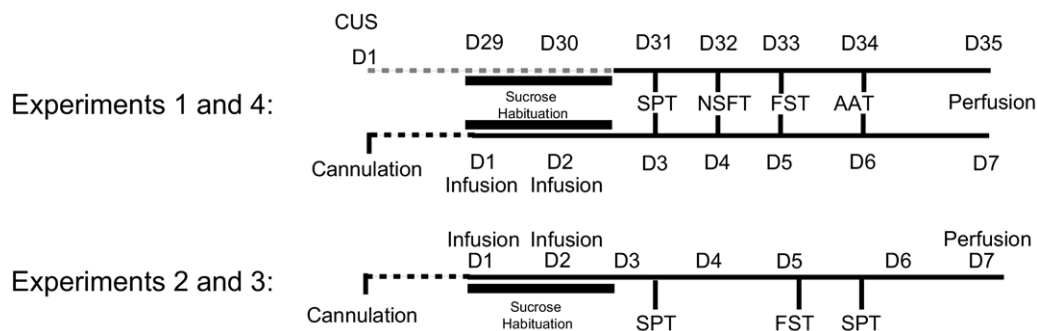 CUS
D1 D29 D30 D31 D32 D33 D34 D35
Experiments 1 and 4:
Sucrose
Habituation
SPT NSFT FST AAT Perfusion
Cannulation
D1 D2 D3 D4 D5 D6 D7
Infusion Infusion
Infusion Infusion Perfusion
D1 D2 D3 D4 D5 D6 D7
Experiments 2 and 3:
Cannulation
Sucrose
Habituation
SPT FST SPT